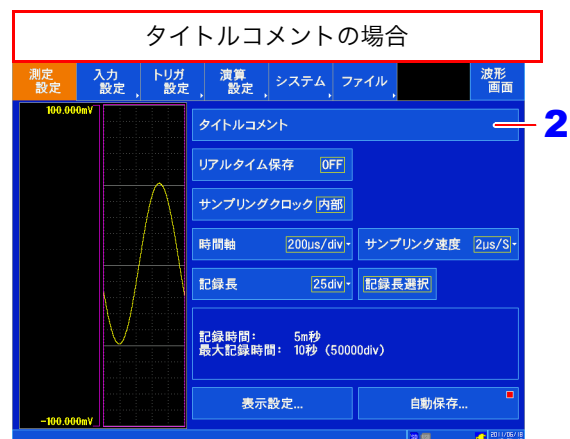 タイトルコメントの場合
測定
設定
入力
設定
トリガ
設定
演算
設定
システム
ファイル
波形
画面
100.000mV
タイトルコメント
2
リアルタイム保存 OFF
サンプリングクロック 内部
時間軸 200μs/div
サンプリング速度 2μs/S
記録長 25div
記録長選択
記録時間: 5m秒
最大記録時間: 10秒 (50000div)
表示設定...
自動保存...
-100.000mV